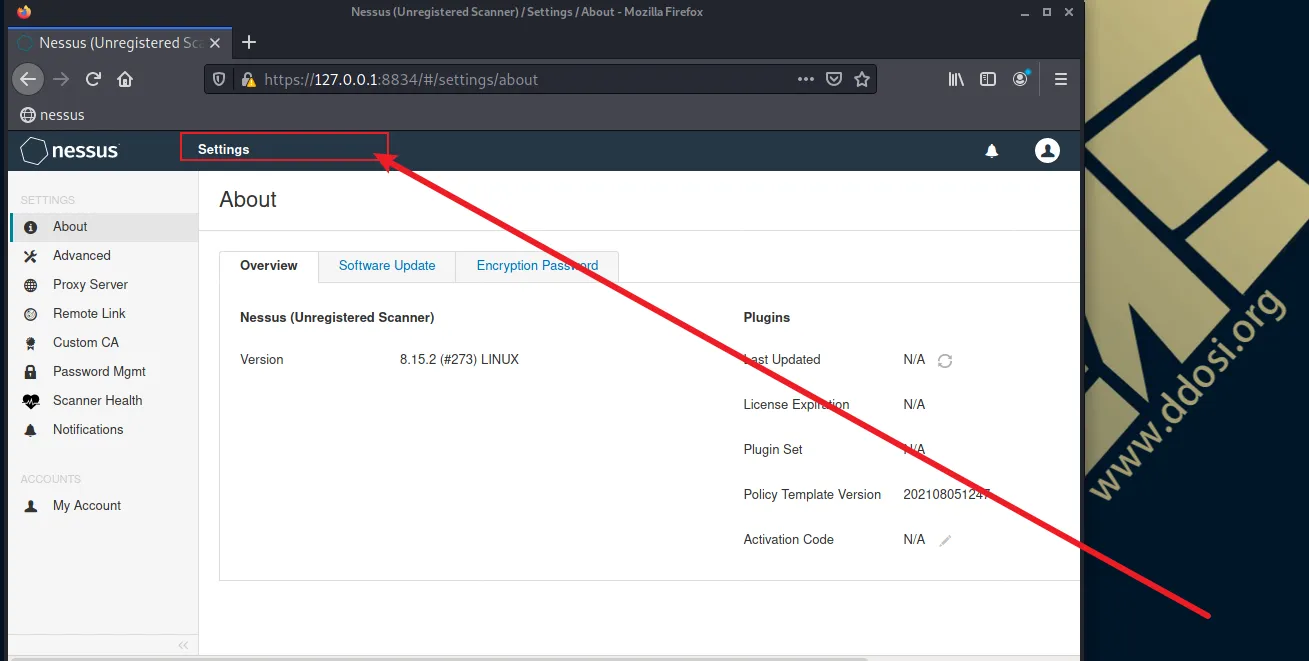 Nessus (Unregistered Scanner) / Settings / About - Mozilla Firefox
Nessus (Unregistered Sca
https://127.0.0.1:8834/#/settings/about
nessus
nessus
Settings
SETTINGS
About
Advanced
Proxy Server
Remote Link
Custom CA
Password Mgmt
Scanner Health
Notifications
ACCOUNTS
My Account
About
Overview Software Update Encryption Password
Nessus (Unregistered Scanner)
Version 8.15.2 (#273) LINUX
Plugins
Last Updated N/A
License Expiration N/A
Plugin Set N/A
Policy Template Version 202108051247
Activation Code N/A
www.ddosi.org